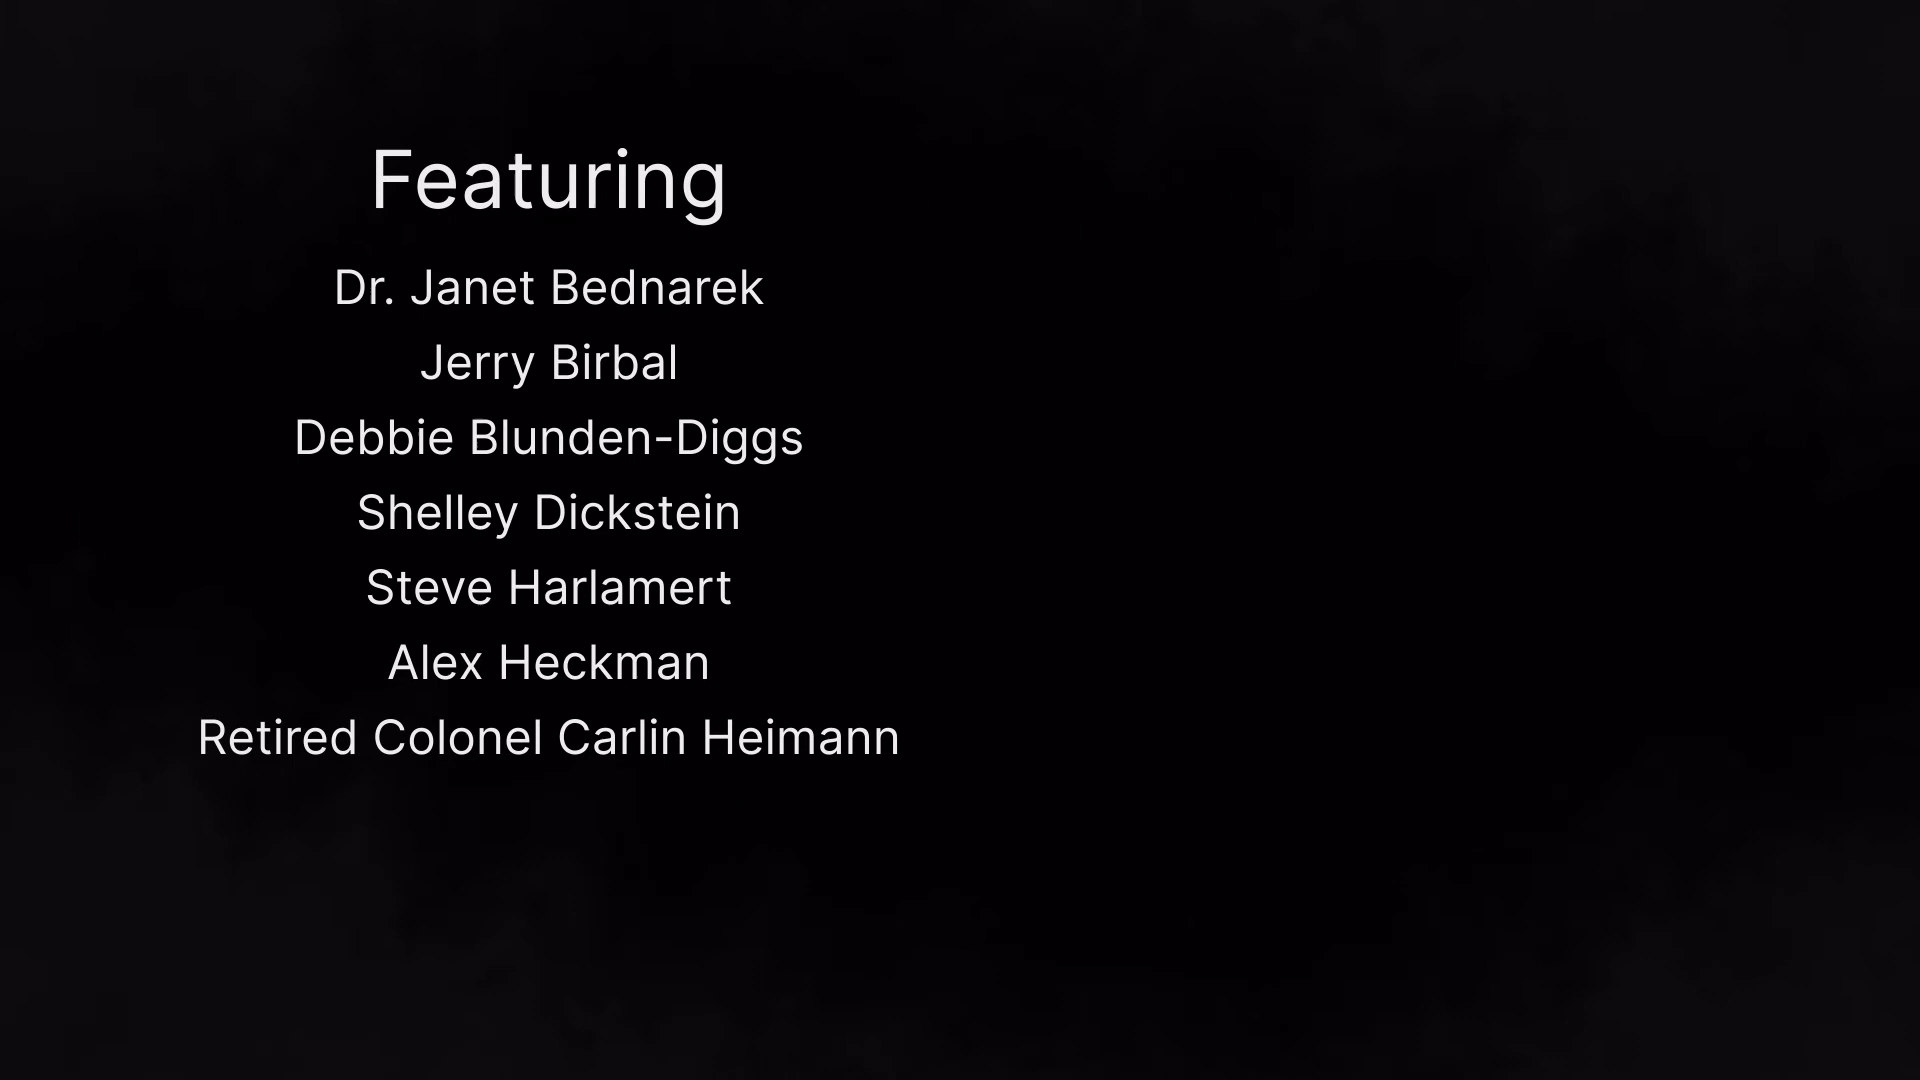 Featuring
Dr. Janet Bednarek
Jerry Birbal
Debbie Blunden-Diggs
Shelley Dickstein
Steve Harlamert
Alex Heckman
Retired Colonel Carlin Heimann